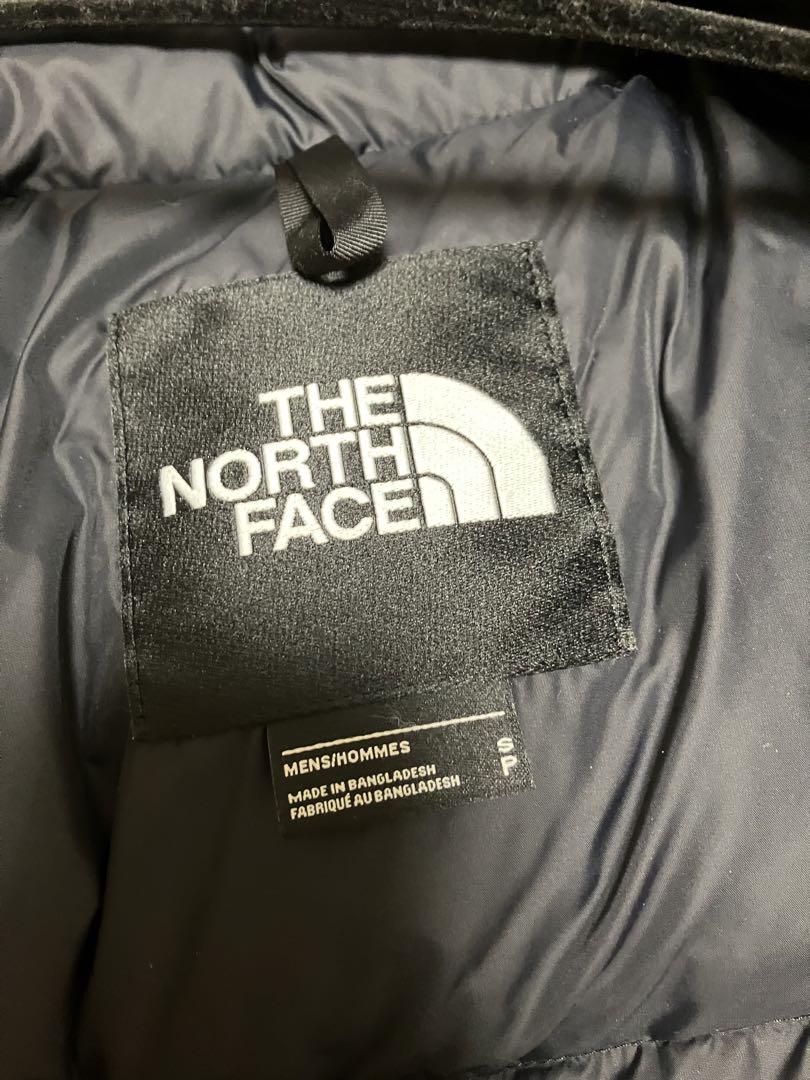 THE
NORTH
FACE
MENS/HOMMES
S
P
MADE IN BANGLADESH
FABRIQUÉ AU BANGLADESH